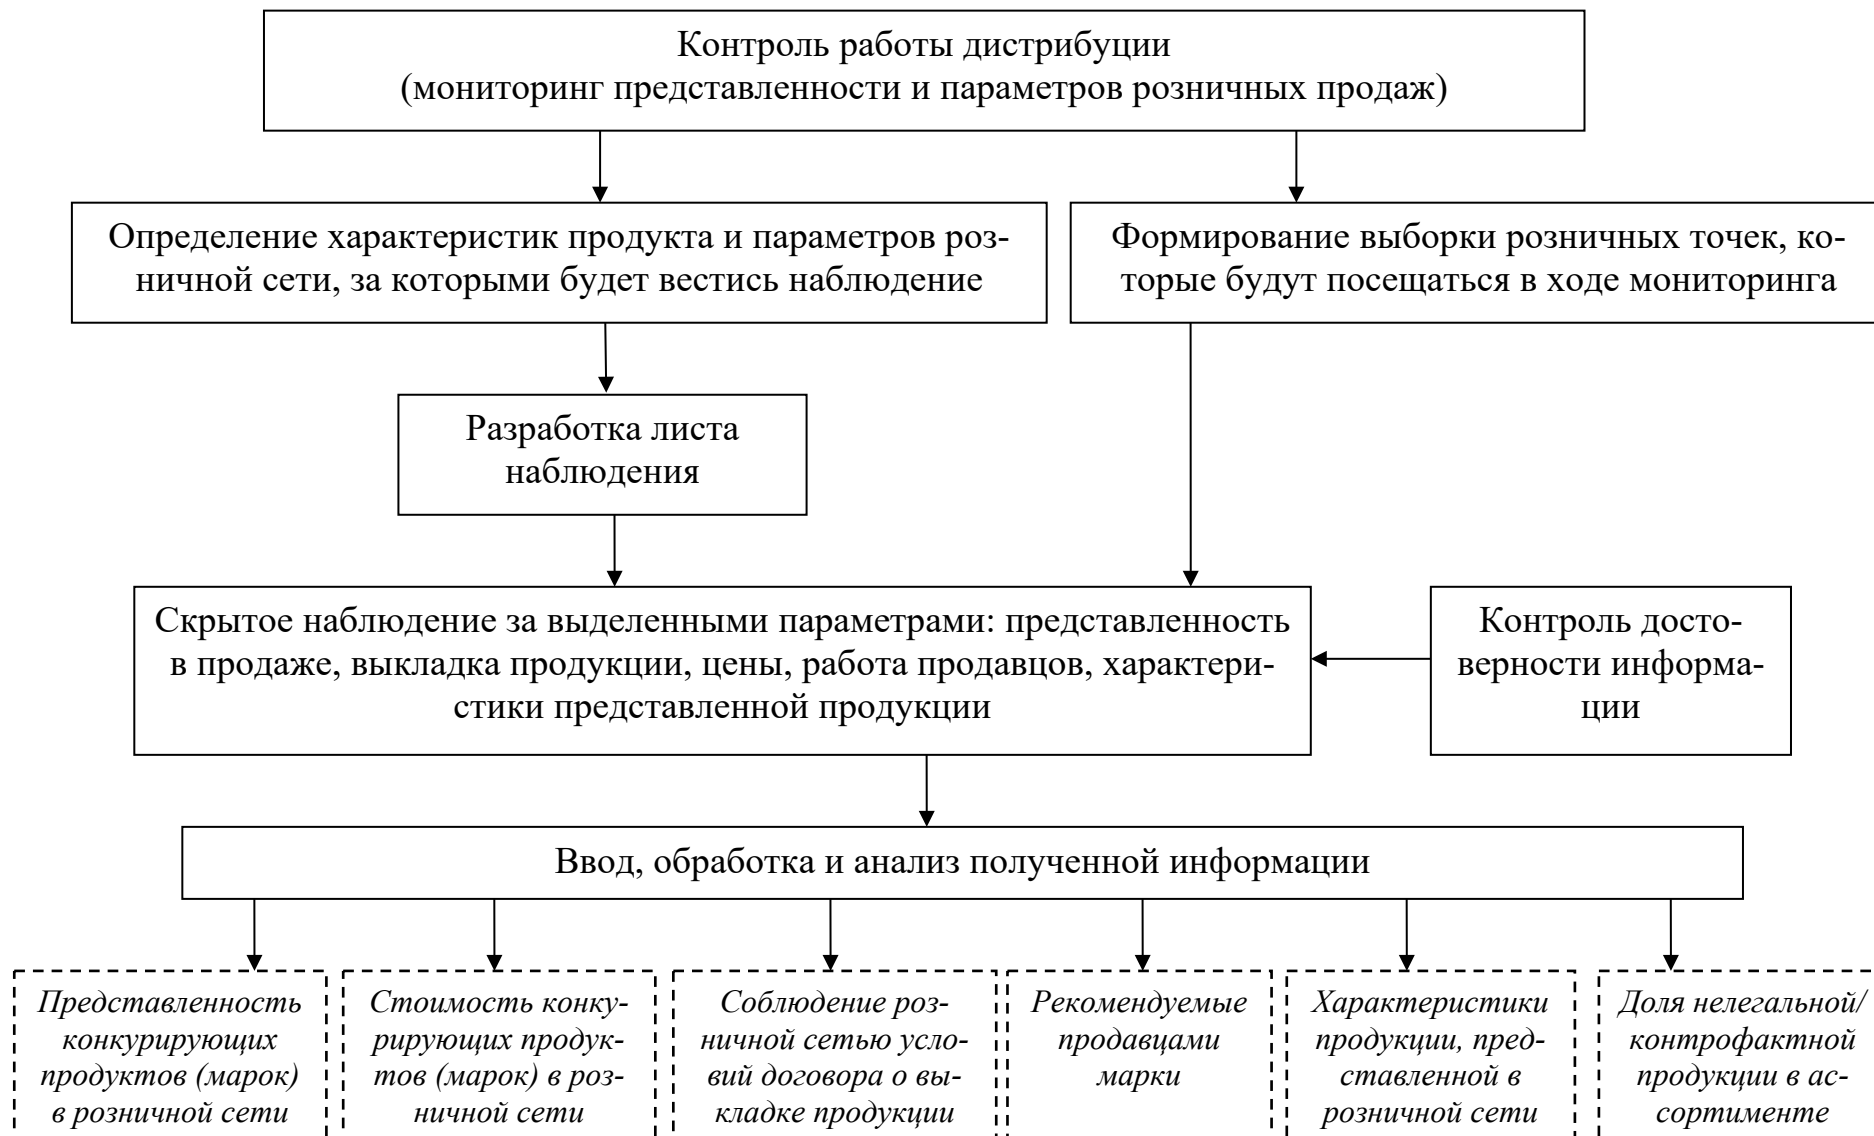 Контроль работы дистрибуции
(мониторинг представленности и параметров розничных продаж)
Определение характеристик продукта и параметров роз-
ничной сети, за которыми будет вестись наблюдение
Формирование выборки розничных точек, ко-
торые будут посещаться в ходе мониторинга
Разработка листа
наблюдения
Скрытое наблюдение за выделенными параметрами: представленность
в продаже, выкладка продукции, цены, работа продавцов, характери-
стики представленной продукции
Контроль досто-
верности информа-
ции
Ввод, обработка и анализ полученной информации
Представленность
конкурирующих
продуктов (марок)
в розничной сети
Стоимость конку-
рирующих продук-
тов (марок) в роз-
ничной сети
Соблюдение роз-
ничной сетью усло-
вий договора о вы-
кладке продукции
Рекомендуемые
продавцами
марки
Характеристики
продукции, пред-
ставленной в
розничной сети
Доля нелегальной/
контрофактной
продукции в ас-
сортименте